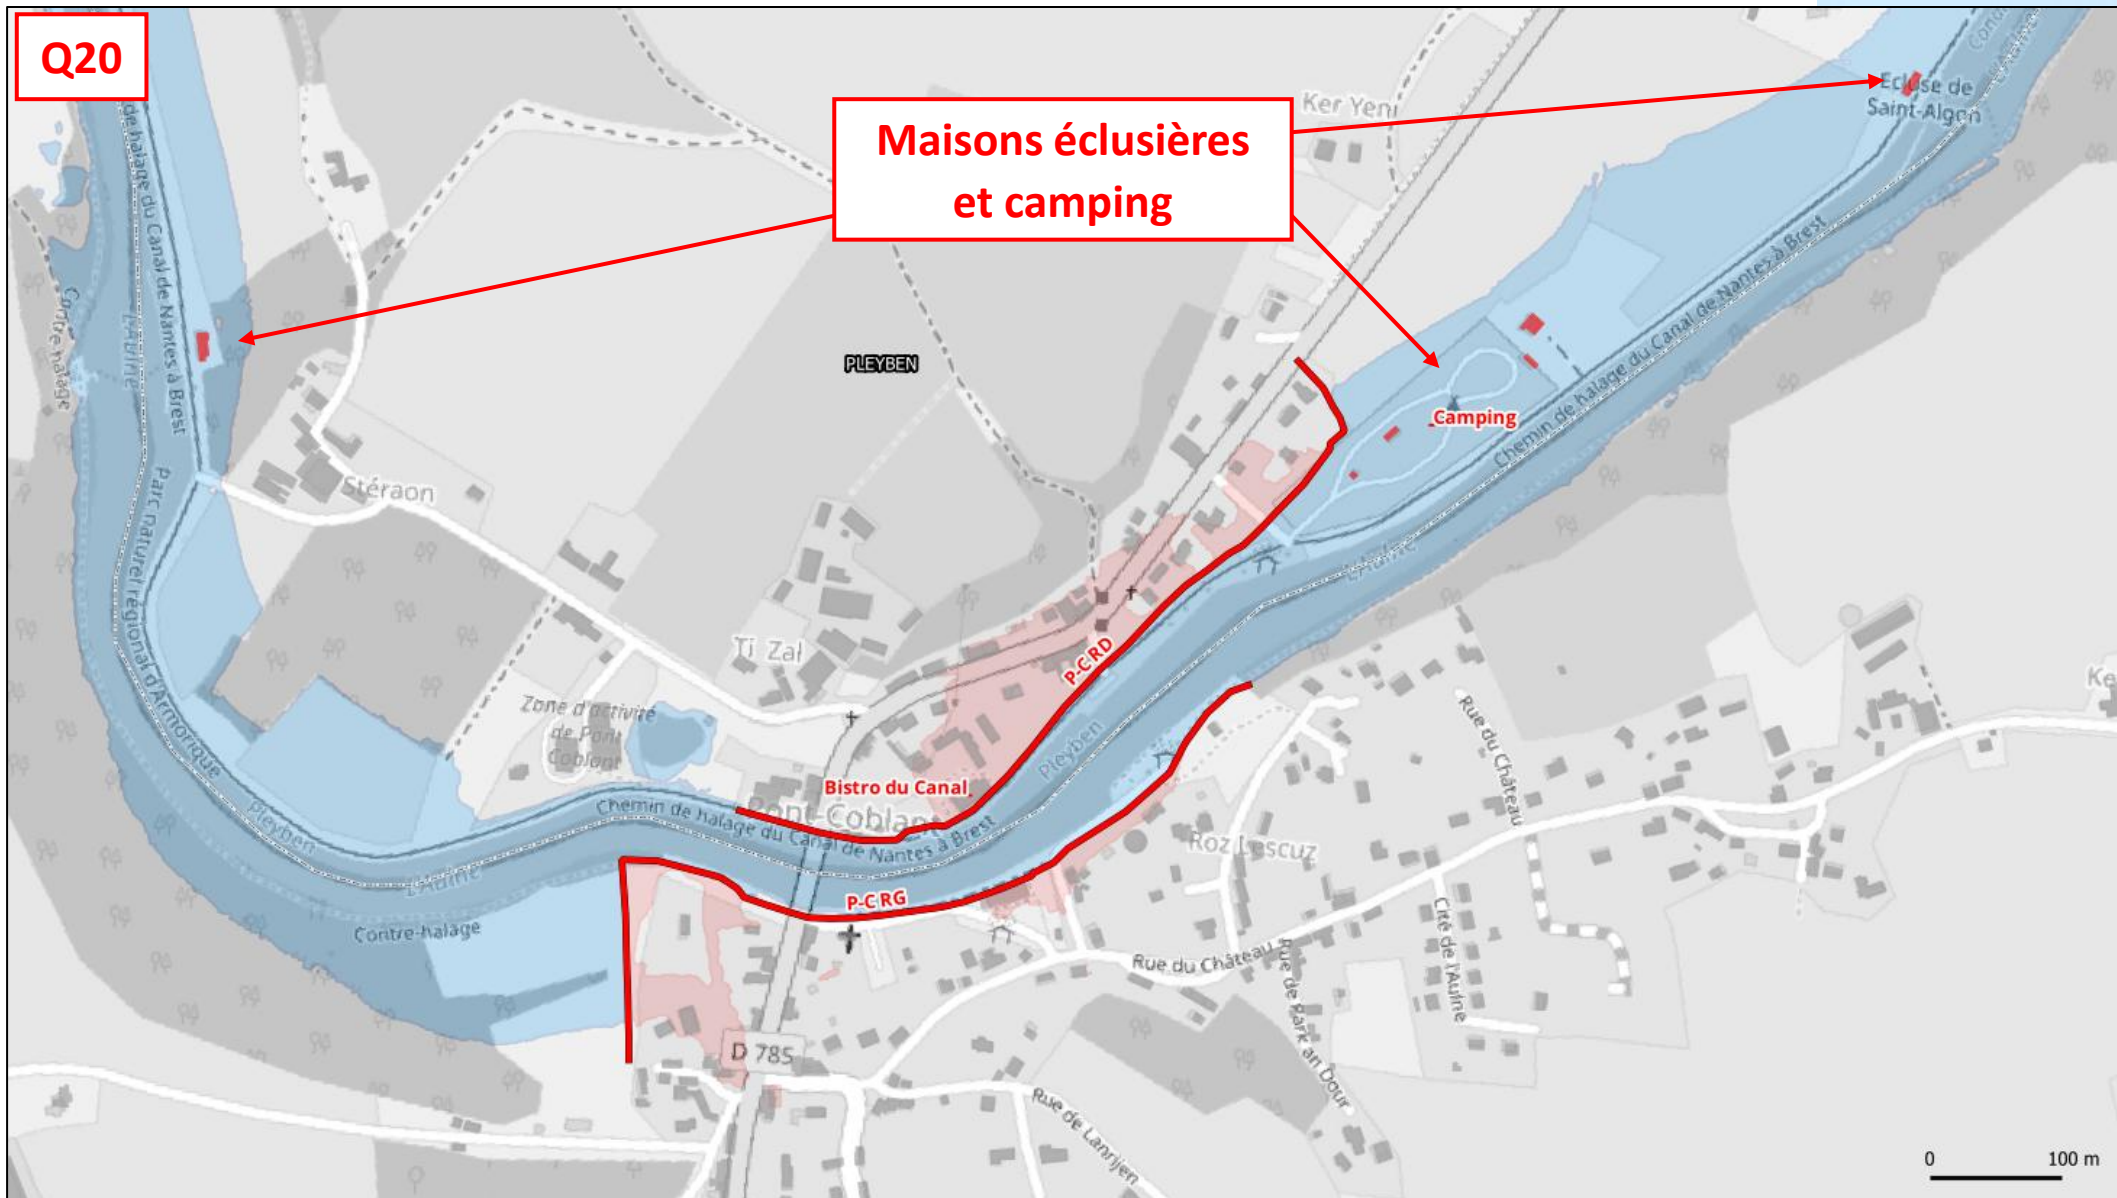 Q20
Maisons éclusières
et camping
Ker Yeni
Ecluse de
Saint-Algon
de halage du Canal de Nantes à Brest
L'Aulne
Contre-halage
PLEYBEN
Chemin de halage du Canal de Nantes à Brest
Camping
Stéraon
Parc naturel régional d'Armorique
L'Aulne
Ti Zal
P-C RD
Zone d'activité
de Pont
Coblant
Pleyben
Rue du Château
Bistro du Canal
Pont-Coblant
Chemin de halage du Canal de Nantes à Brest
Pleyben
L'Aulne
Roz Lescuz
P-C RG
Contre-halage
Rue du Château
Cité de l'Aulne
Rue de Park an Dour
D 785
Rue de Lanrijen
0 100 m